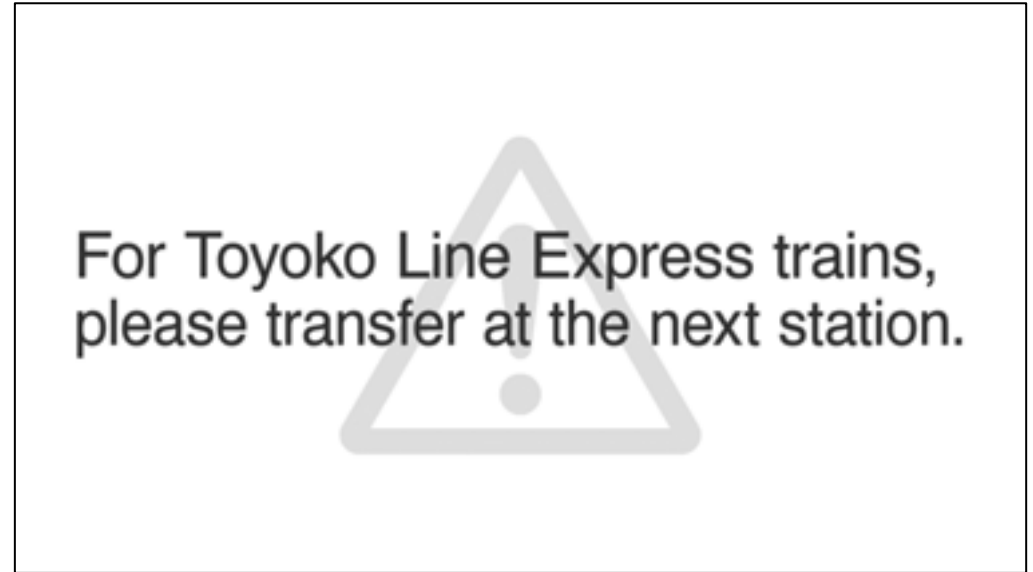 For Toyoko Line Express trains,
please transfer at the next station.